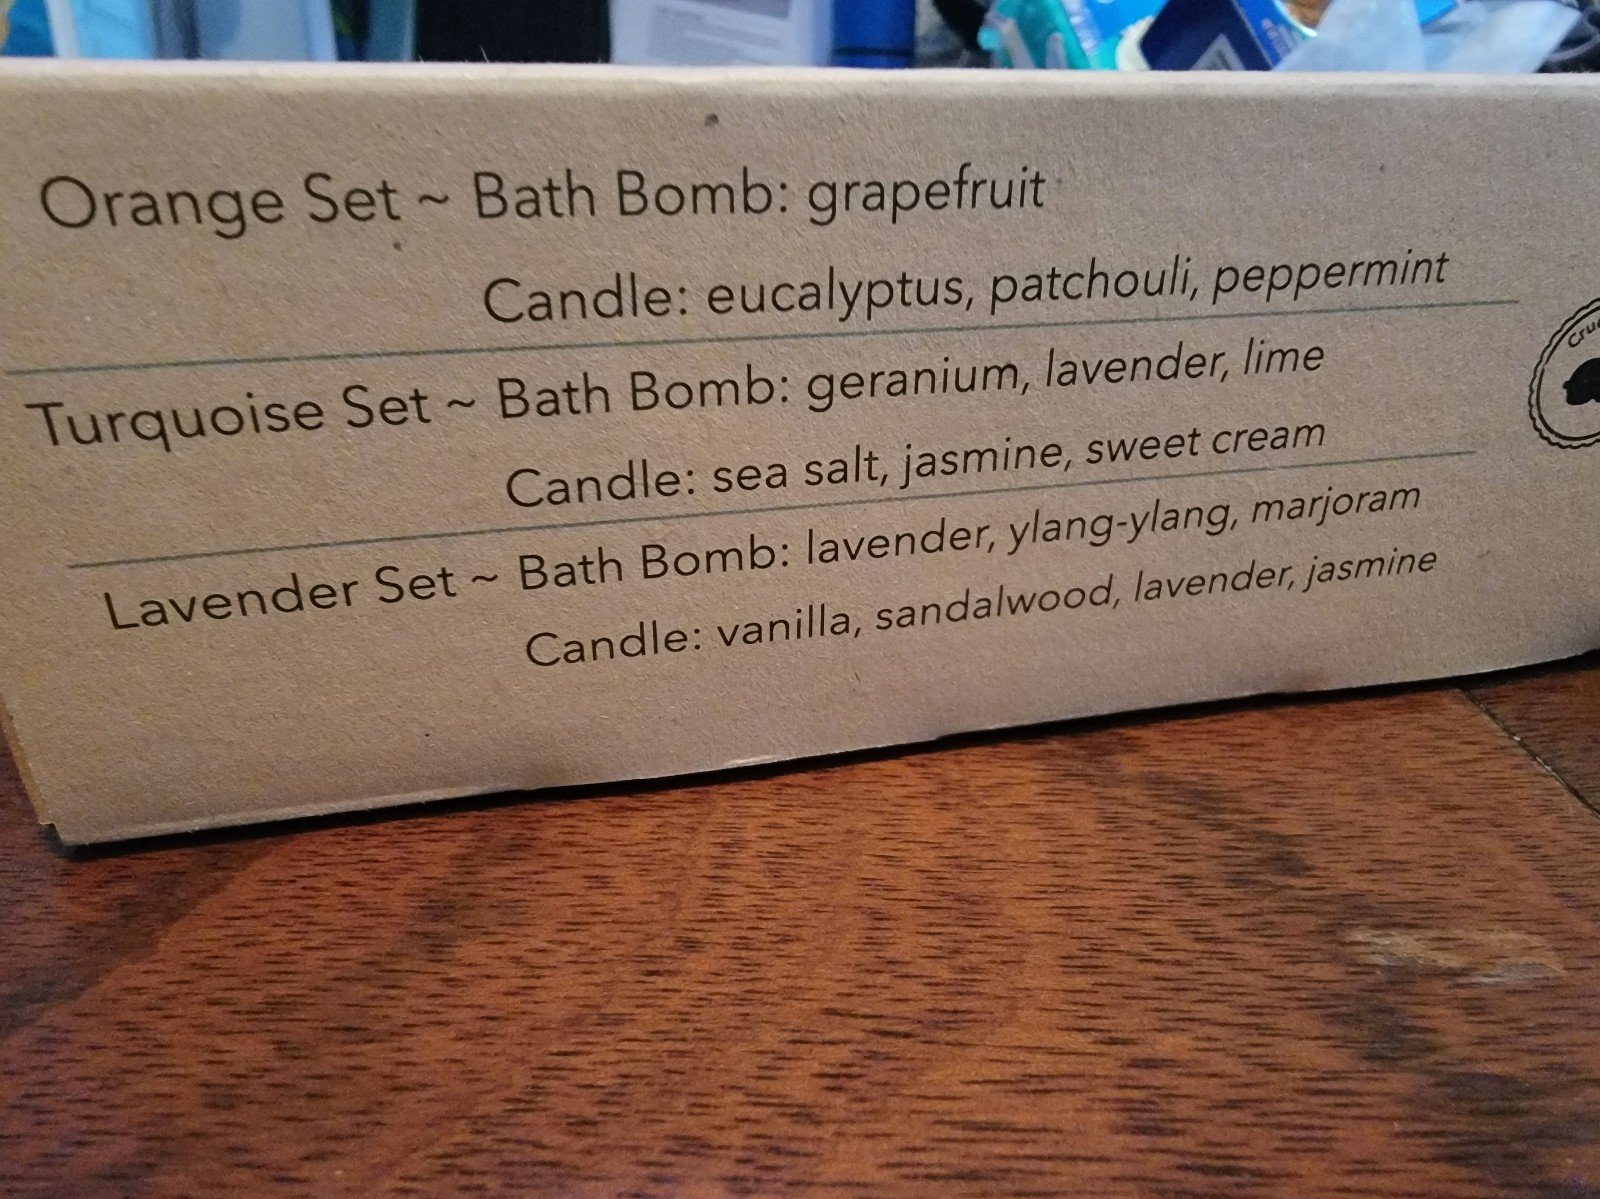 Orange Set ~ Bath Bomb: grapefruit
Candle: eucalyptus, patchouli, peppermint
Turquoise Set ~ Bath Bomb: geranium, lavender, lime
Candle: sea salt, jasmine, sweet cream
Lavender Set ~ Bath Bomb: lavender, ylang-ylang, marjoram
Candle: vanilla, sandalwood, lavender, jasmine